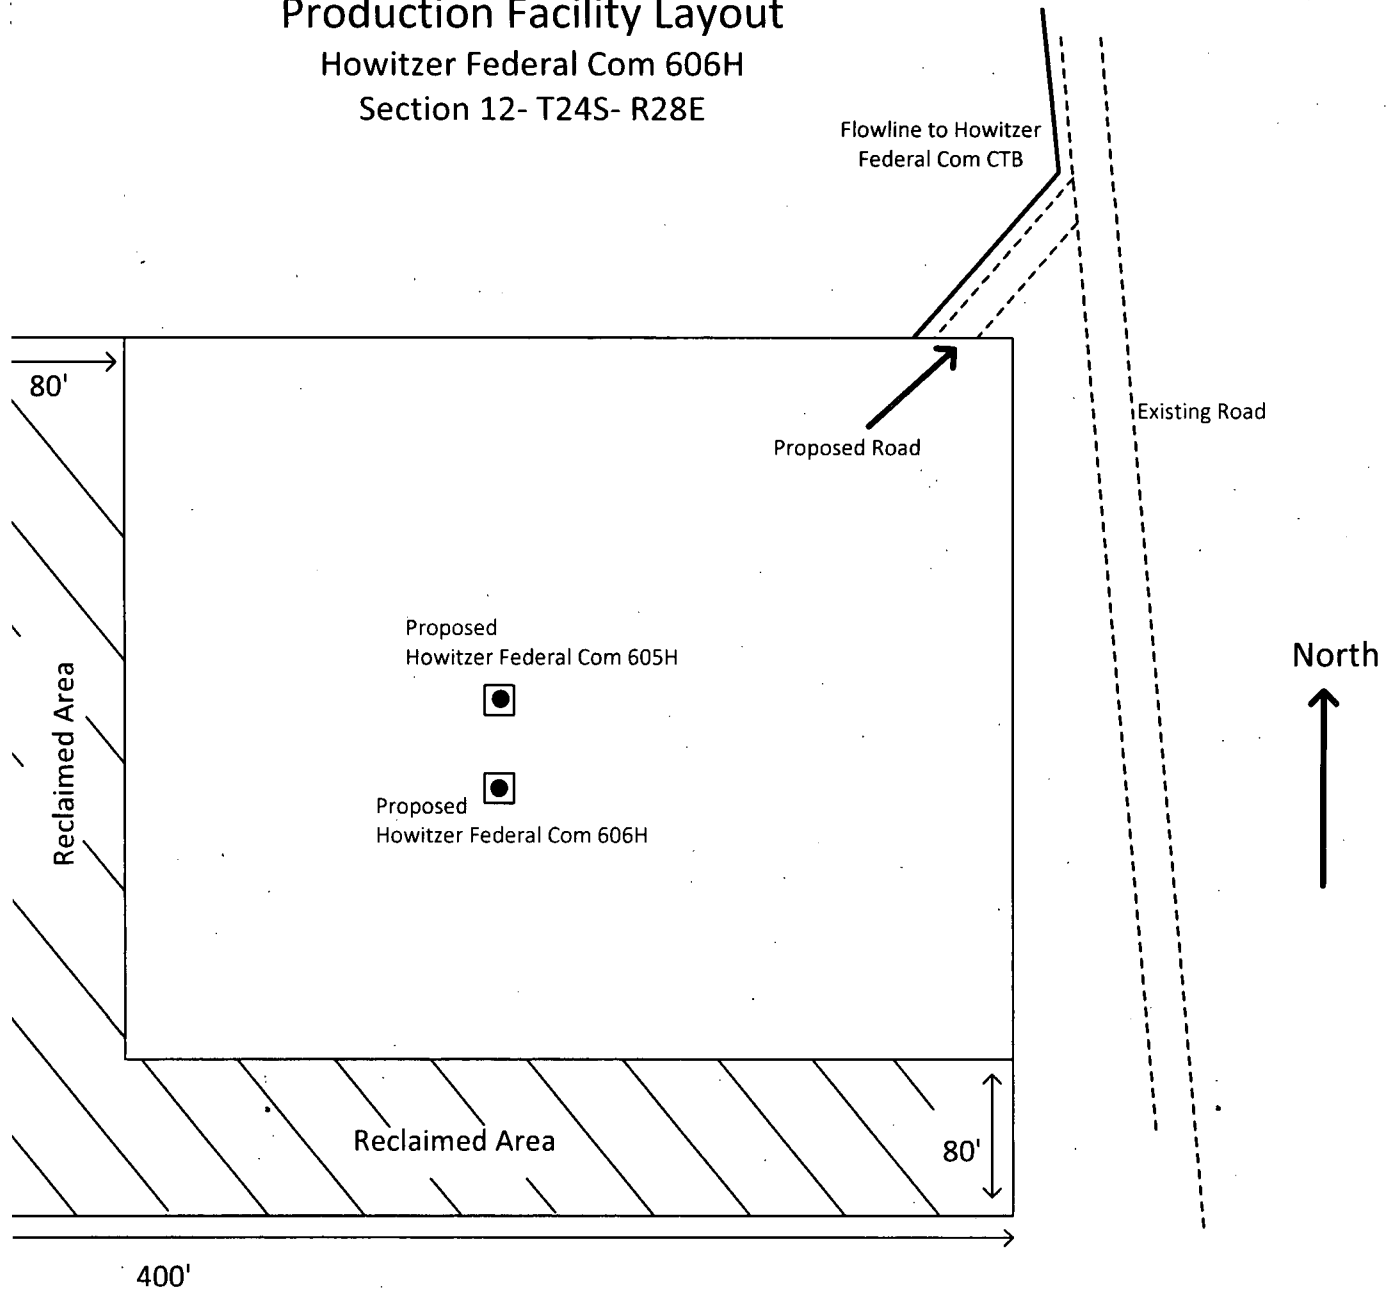 Production Facility Layout
Howitzer Federal Com 606H
Section 12- T24S- R28E
Flowline to Howitzer
Federal Com CTB
80'
Existing Road
Proposed Road
Proposed
Howitzer Federal Com 605H
North
Reclaimed Area
Proposed
Howitzer Federal Com 606H
Reclaimed Area
80'
400'